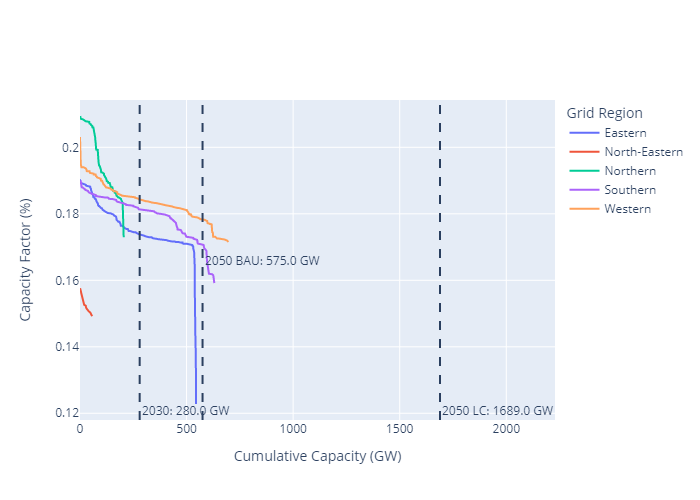 Grid Region
Eastern
North-Eastern
Northern
Southern
Western
Capacity Factor (%)
0.2
0.18
0.16
0.14
0.12
2050 BAU: 575.0 GW
2030: 280.0 GW
2050 LC: 1689.0 GW
0
500
1000
1500
2000
Cumulative Capacity (GW)